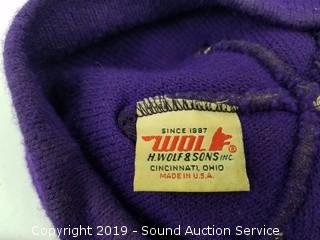 SINCE 1887
WOLF®
H. WOLF & SONS INC.
CINCINNATI, OHIO
MADE IN U.S.A.
Copyright 2019 - Sound Auction Service